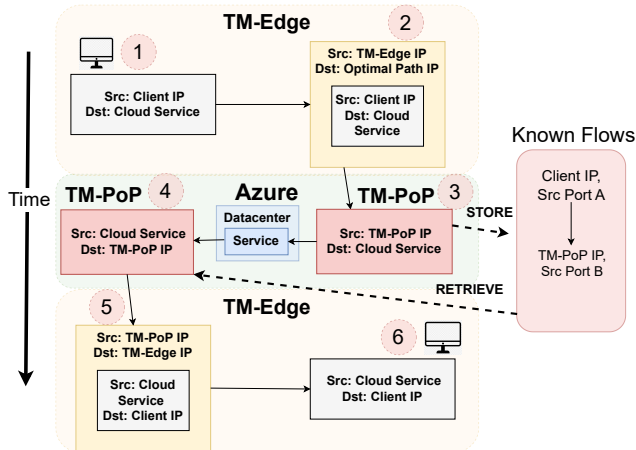 TM-Edge
1
2
Src: Client IP
Dst: Cloud Service
Src: TM-Edge IP
Dst: Optimal Path IP
Src: Client IP
Dst: Cloud
Service
Known Flows
Client IP,
Src Port A
TM-PoP IP,
Src Port B
Time
TM-PoP
4
Azure
TM-PoP
3
STORE
Datacenter
Service
Src: Cloud Service
Dst: TM-PoP IP
Src: TM-PoP IP
Dst: Cloud Service
RETRIEVE
TM-Edge
5
6
Src: TM-PoP IP
Dst: TM-Edge IP
Src: Cloud
Service
Dst: Client IP
Src: Cloud Service
Dst: Client IP